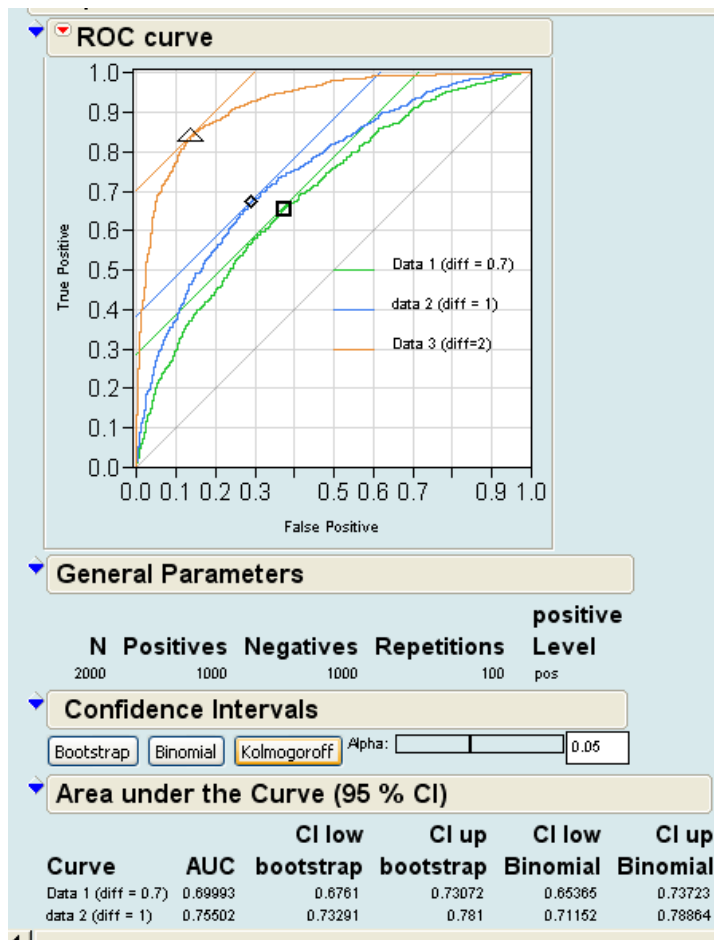 ROC curve
1.0
0.9
0.8
0.7
0.6
0.5
0.4
0.3
0.2
0.1
0.0
True Positive
Data 1 (diff = 0.7)
data 2 (diff = 1)
Data 3 (diff=2)
0.0 0.1 0.2 0.3 0.5 0.6 0.7 0.9 1.0
False Positive
General Parameters
positive
N Positives Negatives Repetitions Level
2000 1000 1000 100 pos
Confidence Intervals
Bootstrap Binomial Kolmogoroff Alpha: 0.05
Area under the Curve (95 % CI)
CI low CI up CI low CI up
Curve AUC bootstrap bootstrap Binomial Binomial
Data 1 (diff = 0.7) 0.69993 0.6761 0.73072 0.65365 0.73723
data 2 (diff = 1) 0.75502 0.73291 0.781 0.71152 0.78864